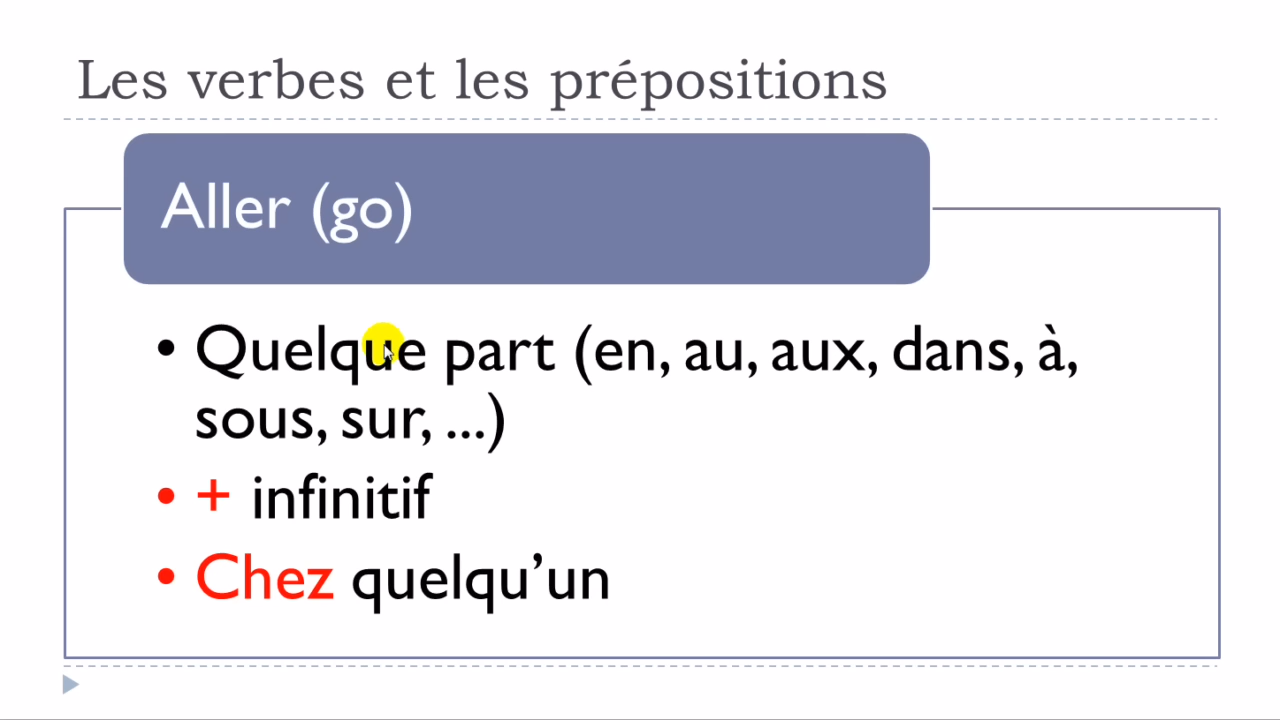 Les verbes et les prépositions
Aller (go)
• Quelque part (en, au, aux, dans, à,
sous, sur, ...)
• + infinitif
• Chez quelqu’un